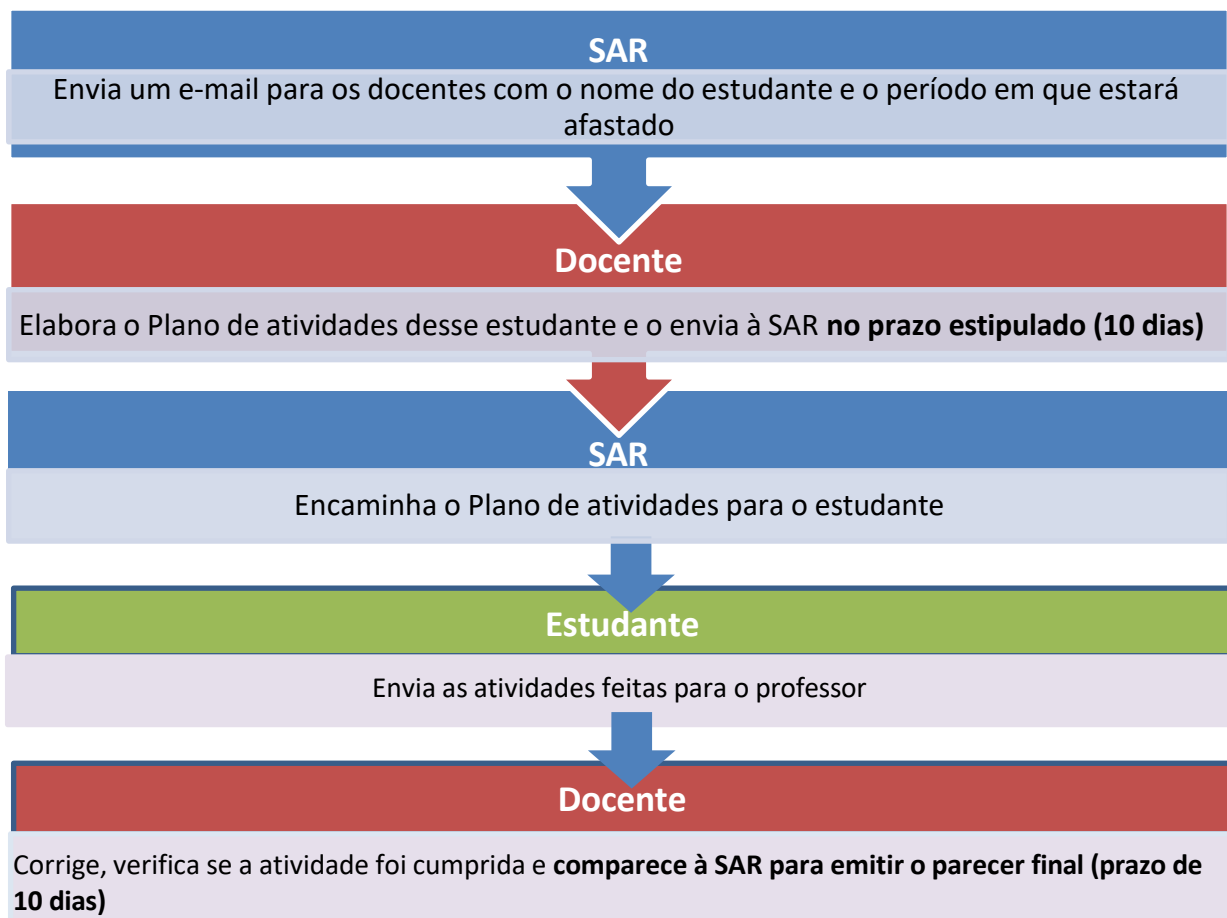 SAR
Envia um e-mail para os docentes com o nome do estudante e o período em que estará
afastado
Docente
Elabora o Plano de atividades desse estudante e o envia à SAR no prazo estipulado (10 dias)
SAR
Encaminha o Plano de atividades para o estudante
Estudante
Envia as atividades feitas para o professor
Docente
Corrige, verifica se a atividade foi cumprida e comparece à SAR para emitir o parecer final (prazo de
10 dias)